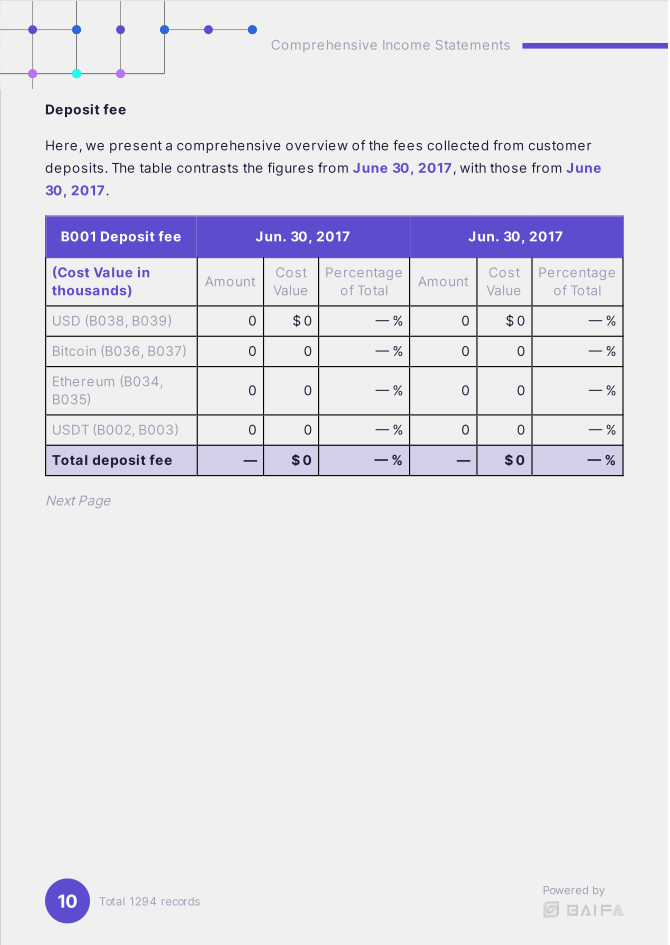 Comprehensive Income Statements
Deposit fee
Here, we present a comprehensive overview of the fees collected from customer
deposits. The table contrasts the figures from June 30, 2017, with those from June
30, 2017.
B001 Deposit fee Jun. 30, 2017 Jun. 30, 2017
(Cost Value in thousands) Amount Cost Value Percentage of Total Amount Cost Value Percentage of Total
USD (B038, B039) 0 $ 0 — % 0 $ 0 — %
Bitcoin (B036, B037) 0 0 — % 0 0 — %
Ethereum (B034, B035) 0 0 — % 0 0 — %
USDT (B002, B003) 0 0 — % 0 0 — %
Total deposit fee — $ 0 — % — $ 0 — %
Next Page
10 Total 1294 records
Powered by
BAIFA